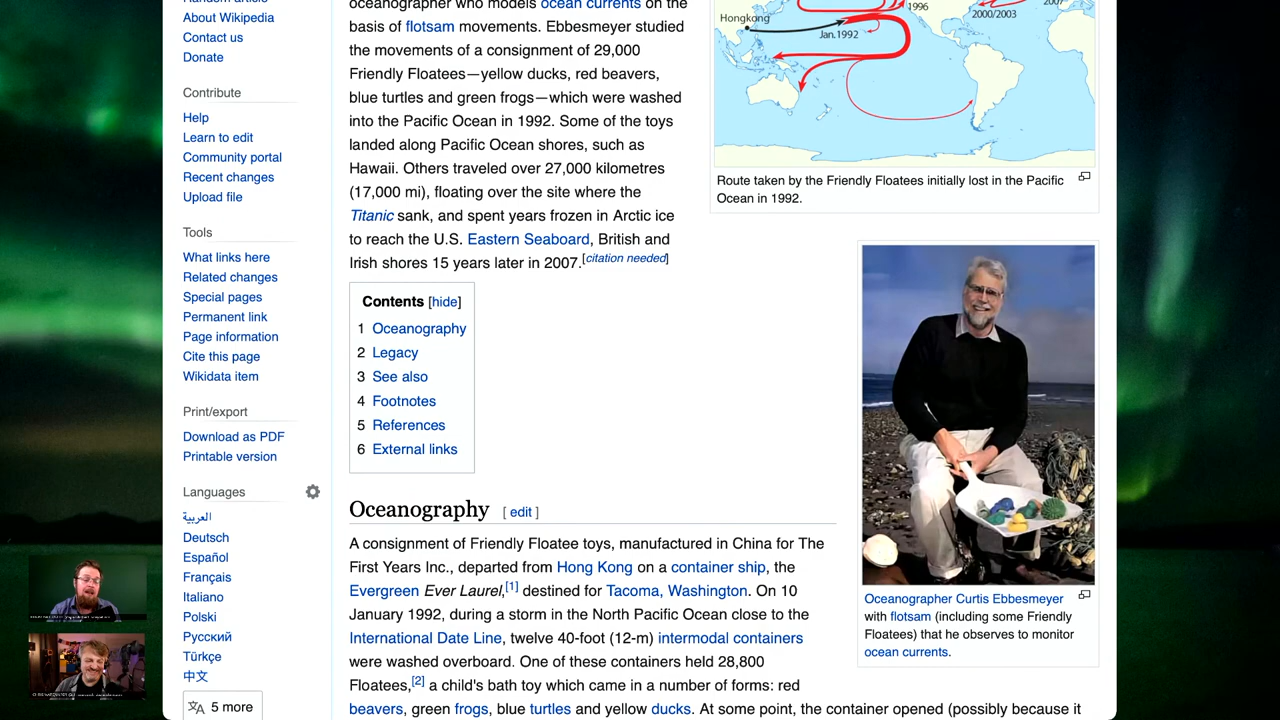 About Wikipedia
Contact us
Donate
Contribute
Help
Learn to edit
Community portal
Recent changes
Upload file
Tools
What links here
Related changes
Special pages
Permanent link
Page information
Cite this page
Wikidata item
Print/export
Download as PDF
Printable version
Languages
العربية
Deutsch
Español
Français
Italiano
Polski
Русский
Türkçe
中文
5 more
oceanographer who models ocean currents on the
basis of flotsam movements. Ebbesmeyer studied
the movements of a consignment of 29,000
Friendly Floatees—yellow ducks, red beavers,
blue turtles and green frogs—which were washed
into the Pacific Ocean in 1992. Some of the toys
landed along Pacific Ocean shores, such as
Hawaii. Others traveled over 27,000 kilometres
(17,000 mi), floating over the site where the
Titanic sank, and spent years frozen in Arctic ice
to reach the U.S. Eastern Seaboard, British and
Irish shores 15 years later in 2007.[citation needed]
Contents [hide]
1 Oceanography
2 Legacy
3 See also
4 Footnotes
5 References
6 External links
Oceanography [ edit ]
A consignment of Friendly Floatee toys, manufactured in China for The
First Years Inc., departed from Hong Kong on a container ship, the
Evergreen Ever Laurel,[1] destined for Tacoma, Washington. On 10
January 1992, during a storm in the North Pacific Ocean close to the
International Date Line, twelve 40-foot (12-m) intermodal containers
were washed overboard. One of these containers held 28,800
Floatees,[2] a child's bath toy which came in a number of forms: red
beavers, green frogs, blue turtles and yellow ducks. At some point, the container opened (possibly because it
Hongkong
Jan.1992
1996
2000/2003
2007
Route taken by the Friendly Floatees initially lost in the Pacific
Ocean in 1992.
Oceanographer Curtis Ebbesmeyer
with flotsam (including some Friendly
Floatees) that he observes to monitor
ocean currents.